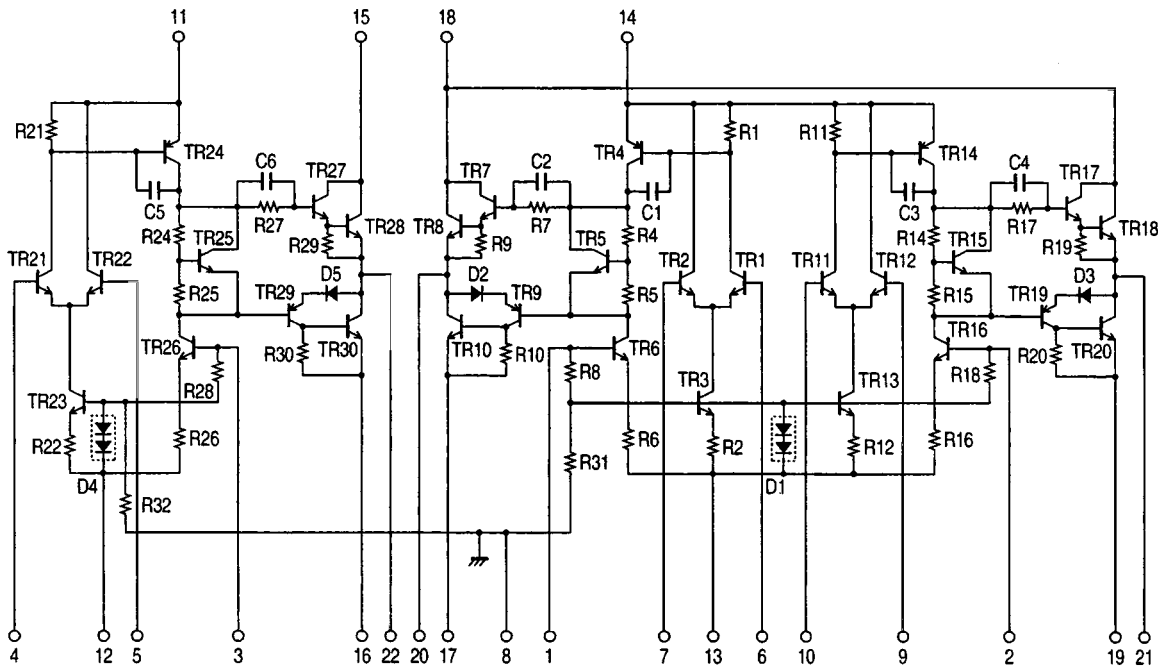 11 15 18 14
R21 TR24 TR27 C6 TR7 C2 TR4 R1 R11 TR14 C4 TR17
C5 R27 TR28 TR8 R7 C1 C3 R17 TR18
R24 TR25 R29 R9 TR5 R4 R14 TR15 R19
TR21 TR22 D5 D2 TR2 TR1 TR11 TR12 D3
R25 TR29 TR9 R5 R15 TR19
TR26 R30 TR30 TR10 R10 TR6 TR16 R20 TR20
TR23 R28 R8 TR3 TR13 R18
R22 R26 R6 R2 R12 R16
D4 R32 R31 D1
4 12 5 3 16 22 20 17 8 1 7 13 6 10 9 2 19 21